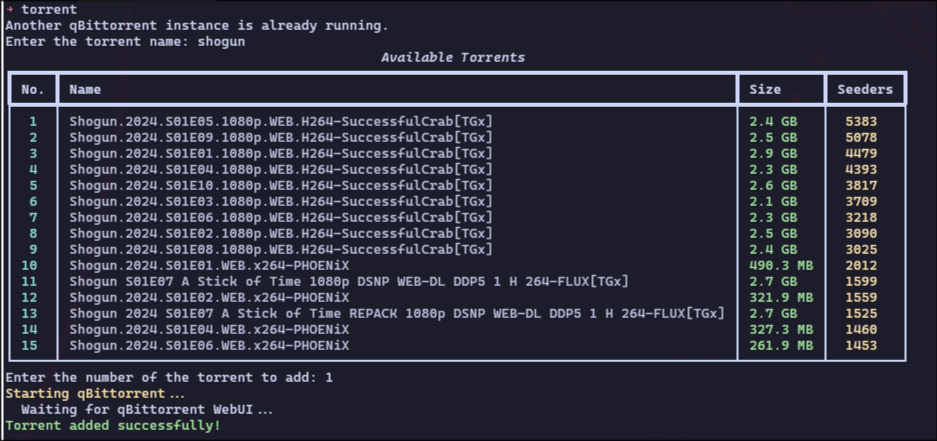 → torrent
Another qBittorrent instance is already running.
Enter the torrent name: shogun
Available Torrents
No. Name Size Seeders
1 Shogun.2024.S01E05.1080p.WEB.H264-SuccessfulCrab[TGx] 2.4 GB 5383
2 Shogun.2024.S01E09.1080p.WEB.H264-SuccessfulCrab[TGx] 2.5 GB 5078
3 Shogun.2024.S01E01.1080p.WEB.H264-SuccessfulCrab[TGx] 2.9 GB 4479
4 Shogun.2024.S01E04.1080p.WEB.H264-SuccessfulCrab[TGx] 2.3 GB 4393
5 Shogun.2024.S01E10.1080p.WEB.H264-SuccessfulCrab[TGx] 2.6 GB 3817
6 Shogun.2024.S01E03.1080p.WEB.H264-SuccessfulCrab[TGx] 2.1 GB 3709
7 Shogun.2024.S01E06.1080p.WEB.H264-SuccessfulCrab[TGx] 2.3 GB 3218
8 Shogun.2024.S01E02.1080p.WEB.H264-SuccessfulCrab[TGx] 2.5 GB 3090
9 Shogun.2024.S01E08.1080p.WEB.H264-SuccessfulCrab[TGx] 2.4 GB 3025
10 Shogun.2024.S01E01.WEB.x264-PHOENiX 490.3 MB 2012
11 Shogun S01E07 A Stick of Time 1080p DSNP WEB-DL DDP5 1 H 264-FLUX[TGx] 2.7 GB 1599
12 Shogun.2024.S01E02.WEB.x264-PHOENiX 321.9 MB 1559
13 Shogun 2024 S01E07 A Stick of Time REPACK 1080p DSNP WEB-DL DDP5 1 H 264-FLUX[TGx] 2.7 GB 1525
14 Shogun.2024.S01E04.WEB.x264-PHOENiX 327.3 MB 1460
15 Shogun.2024.S01E06.WEB.x264-PHOENiX 261.9 MB 1453
Enter the number of the torrent to add: 1
Starting qBittorrent...
Waiting for qBittorrent WebUI...
Torrent added successfully!